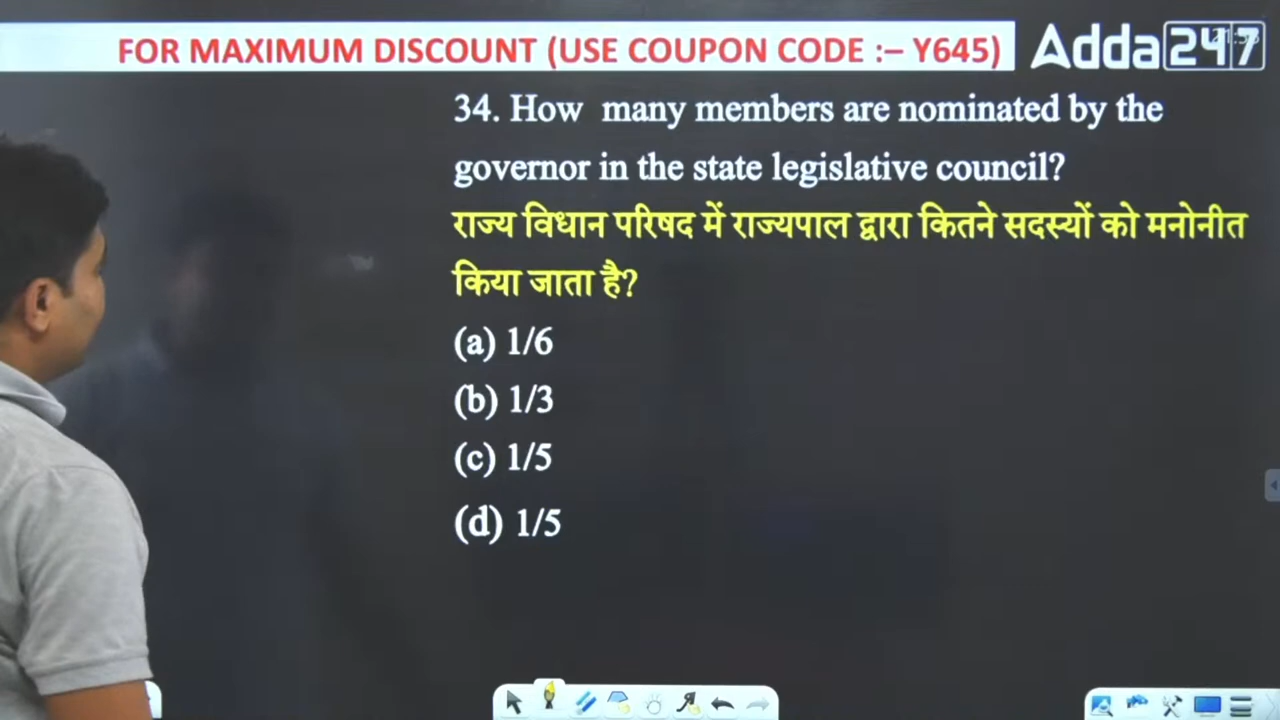 FOR MAXIMUM DISCOUNT (USE COUPON CODE :– Y645)
Adda247
34. How many members are nominated by the
governor in the state legislative council?
राज्य विधान परिषद में राज्यपाल द्वारा कितने सदस्यों को मनोनीत
किया जाता है?
(a) 1/6
(b) 1/3
(c) 1/5
(d) 1/5